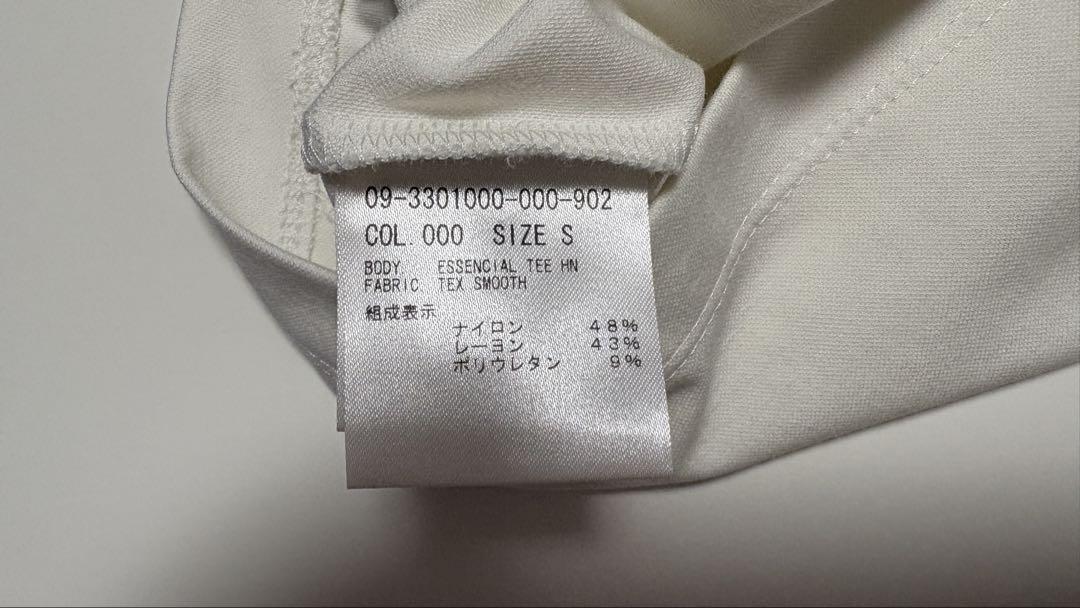 09-3301000-000-902
COL.000 SIZE S
BODY ESSENCIAL TEE HN
FABRIC TEX SMOOTH
組成表示
ナイロン 48%
レーヨン 43%
ポリウレタン 9%